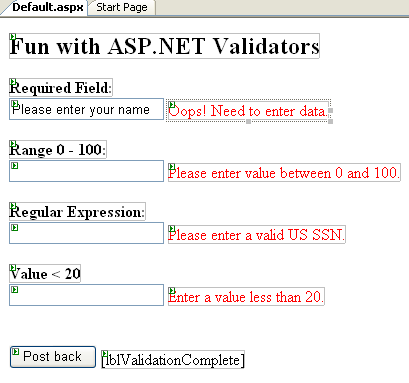 Default.aspx Start Page
Fun with ASP.NET Validators
Required Field:
Please enter your name Oops! Need to enter data.
Range 0 - 100:
Please enter value between 0 and 100.
Regular Expression:
Please enter a valid US SSN.
Value < 20
Enter a value less than 20.
Post back [lblValidationComplete]